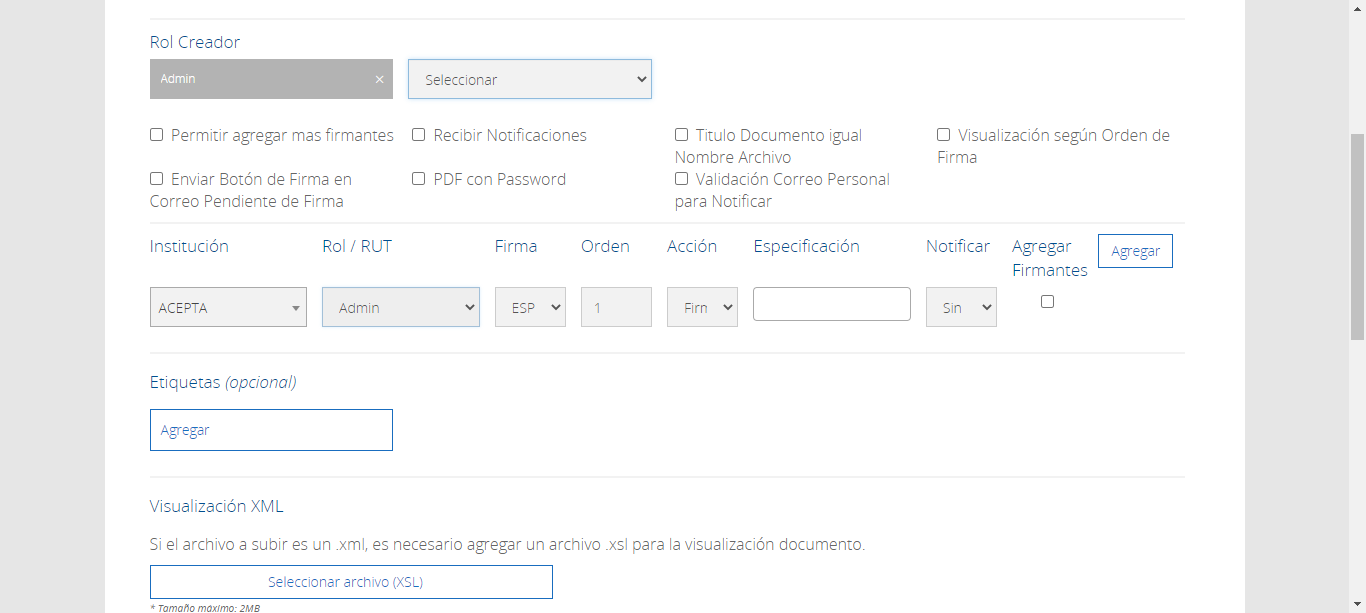 Rol Creador
Admin ×
Seleccionar
Permitir agregar mas firmantes
Recibir Notificaciones
Titulo Documento igual
Nombre Archivo
Visualización según Orden de
Firma
Enviar Botón de Firma en
Correo Pendiente de Firma
PDF con Password
Validación Correo Personal
para Notificar
Institución
Rol / RUT
Firma
Orden
Acción
Especificación
Notificar
Agregar
Firmantes
Agregar
ACEPTA
Admin
ESP
1
Firn
Sin
Etiquetas (opcional)
Agregar
Visualización XML
Si el archivo a subir es un .xml, es necesario agregar un archivo .xsl para la visualización documento.
Seleccionar archivo (XSL)
* Tamaño máximo: 2MB